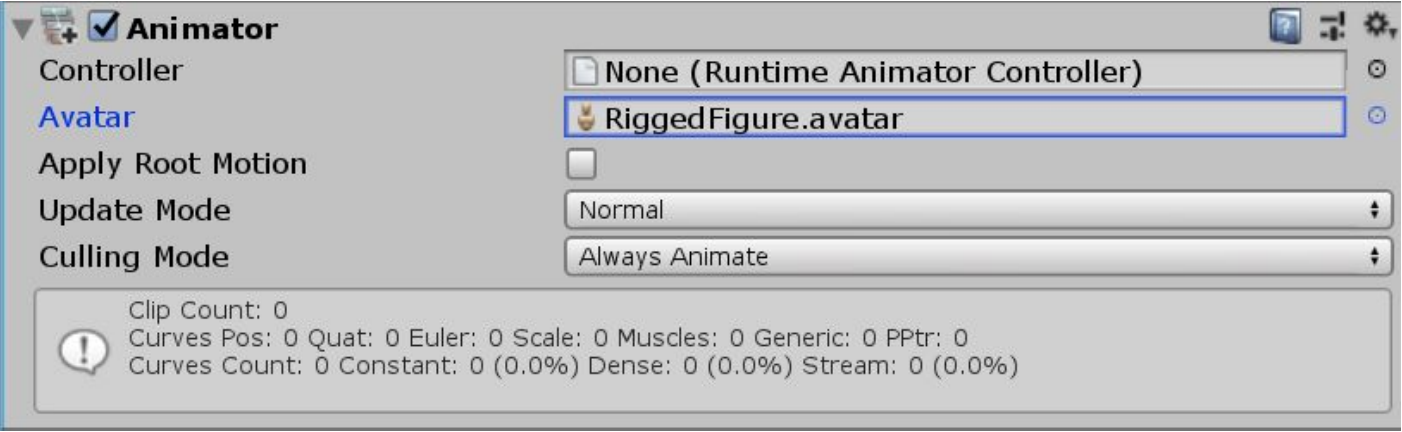 Animator
Controller None (Runtime Animator Controller)
Avatar RiggedFigure.avatar
Apply Root Motion
Update Mode Normal
Culling Mode Always Animate
Clip Count: 0
Curves Pos: 0 Quat: 0 Euler: 0 Scale: 0 Muscles: 0 Generic: 0 PPtr: 0
Curves Count: 0 Constant: 0 (0.0%) Dense: 0 (0.0%) Stream: 0 (0.0%)